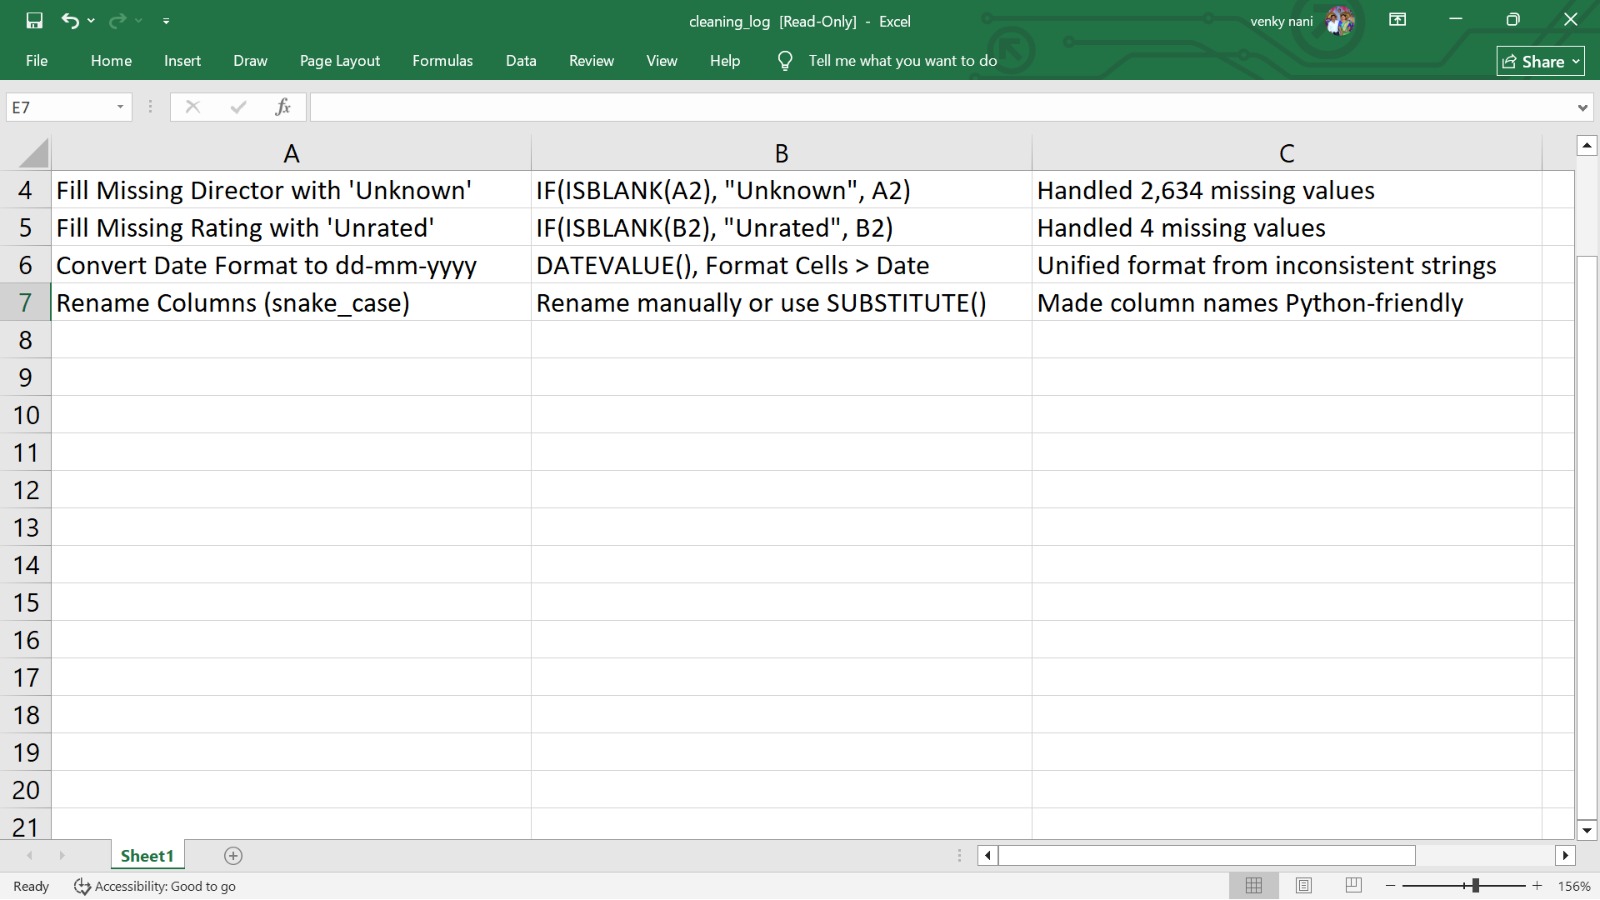 cleaning_log [Read-Only] - Excel
venky nani
File Home Insert Draw Page Layout Formulas Data Review View Help Tell me what you want to do Share
E7 fx
A B C
4 Fill Missing Director with 'Unknown' IF(ISBLANK(A2), "Unknown", A2) Handled 2,634 missing values
5 Fill Missing Rating with 'Unrated' IF(ISBLANK(B2), "Unrated", B2) Handled 4 missing values
6 Convert Date Format to dd-mm-yyyy DATEVALUE(), Format Cells > Date Unified format from inconsistent strings
7 Rename Columns (snake_case) Rename manually or use SUBSTITUTE() Made column names Python-friendly
8
9
10
11
12
13
14
15
16
17
18
19
20
21
Sheet1
Ready Accessibility: Good to go 156%